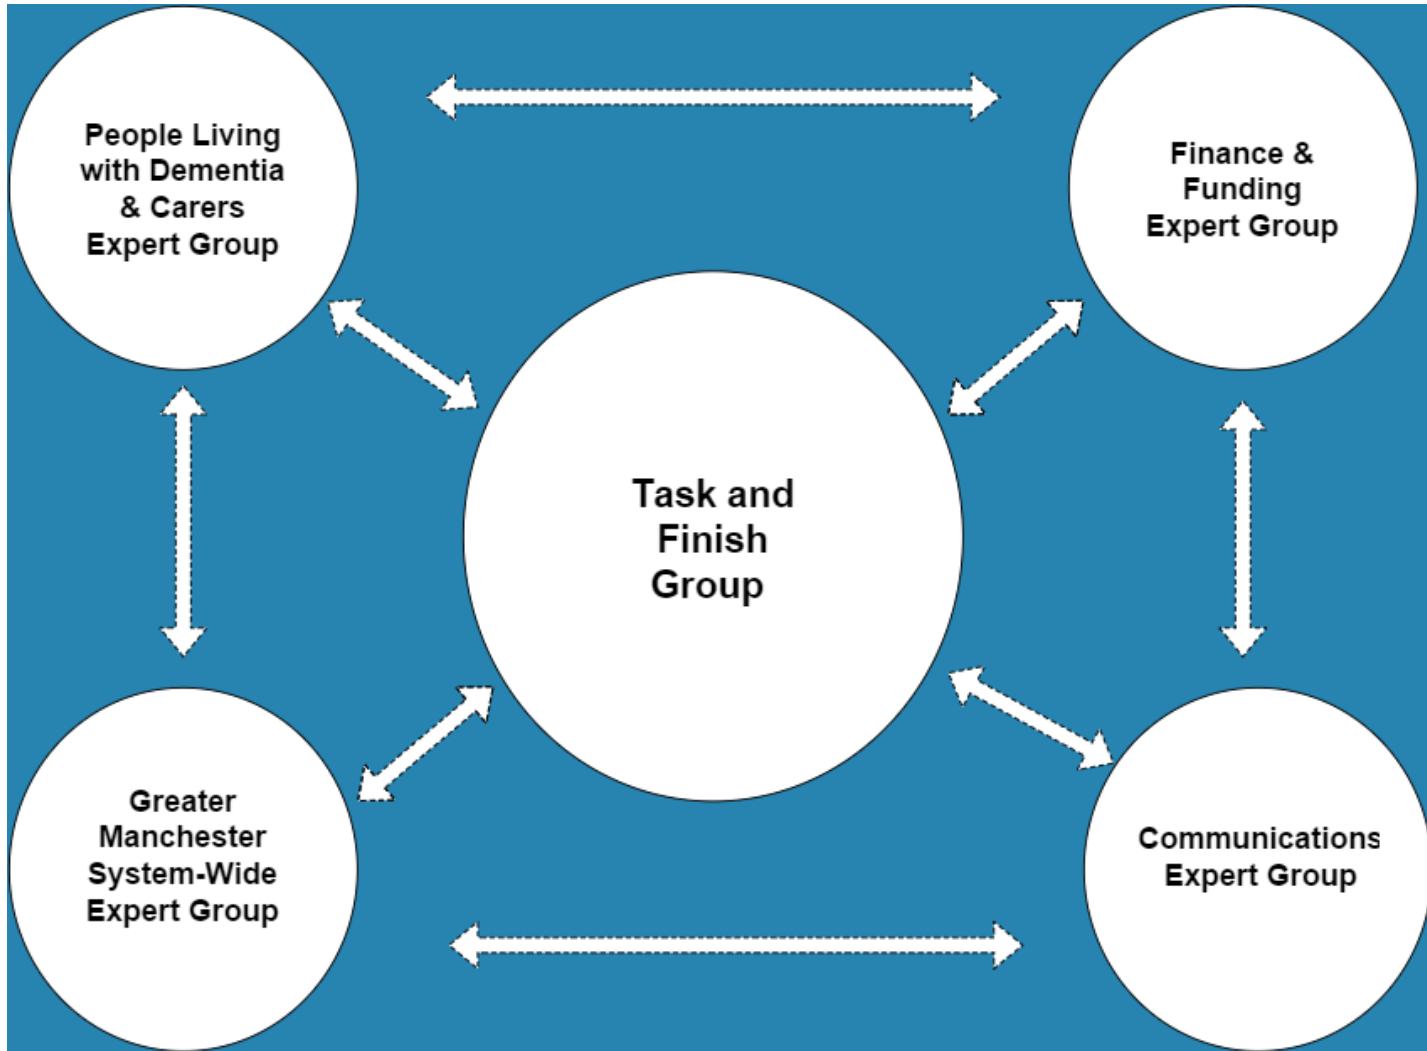 People Living
with Dementia
& Carers
Expert Group
Finance &
Funding
Expert Group
Task and
Finish
Group
Greater
Manchester
System-Wide
Expert Group
Communications
Expert Group